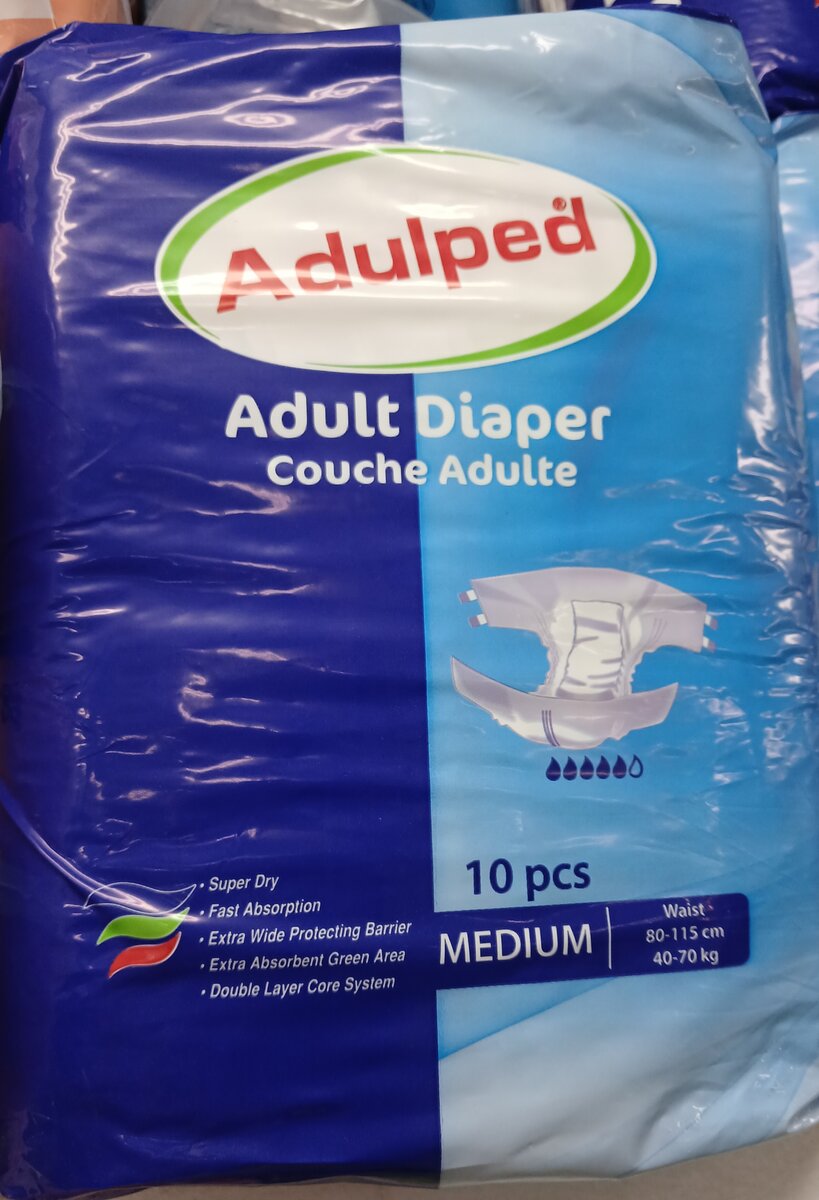 Adulped®
Adult Diaper
Couche Adulte
10 pcs
• Super Dry
• Fast Absorption
• Extra Wide Protecting Barrier
• Extra Absorbent Green Area
• Double Layer Core System
MEDIUM
Waist
80-115 cm
40-70 kg